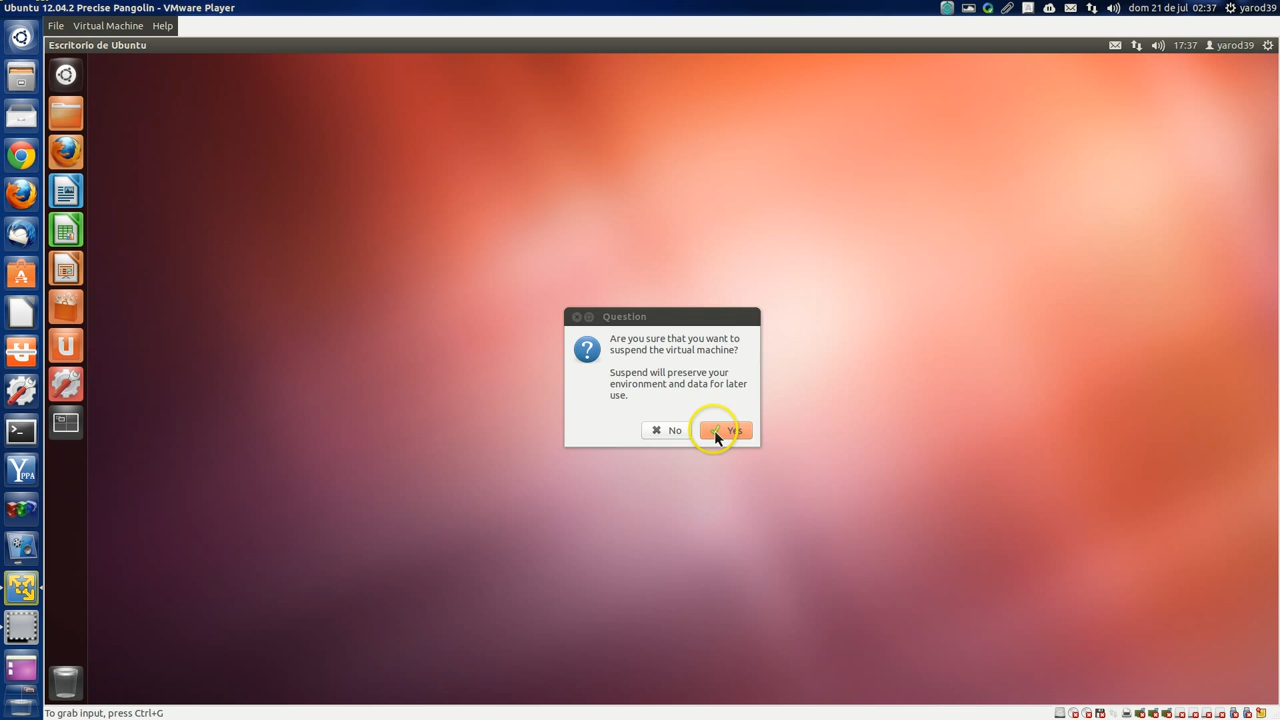 Ubuntu 12.04.2 Precise Pangolin - VMware Player
dom 21 de jul 02:37
yarod39
File Virtual Machine Help
Escritorio de Ubuntu
17:37
yarod39
Question
Are you sure that you want to
suspend the virtual machine?
Suspend will preserve your
environment and data for later
use.
No
Yes
YPPA
To grab input, press Ctrl+G